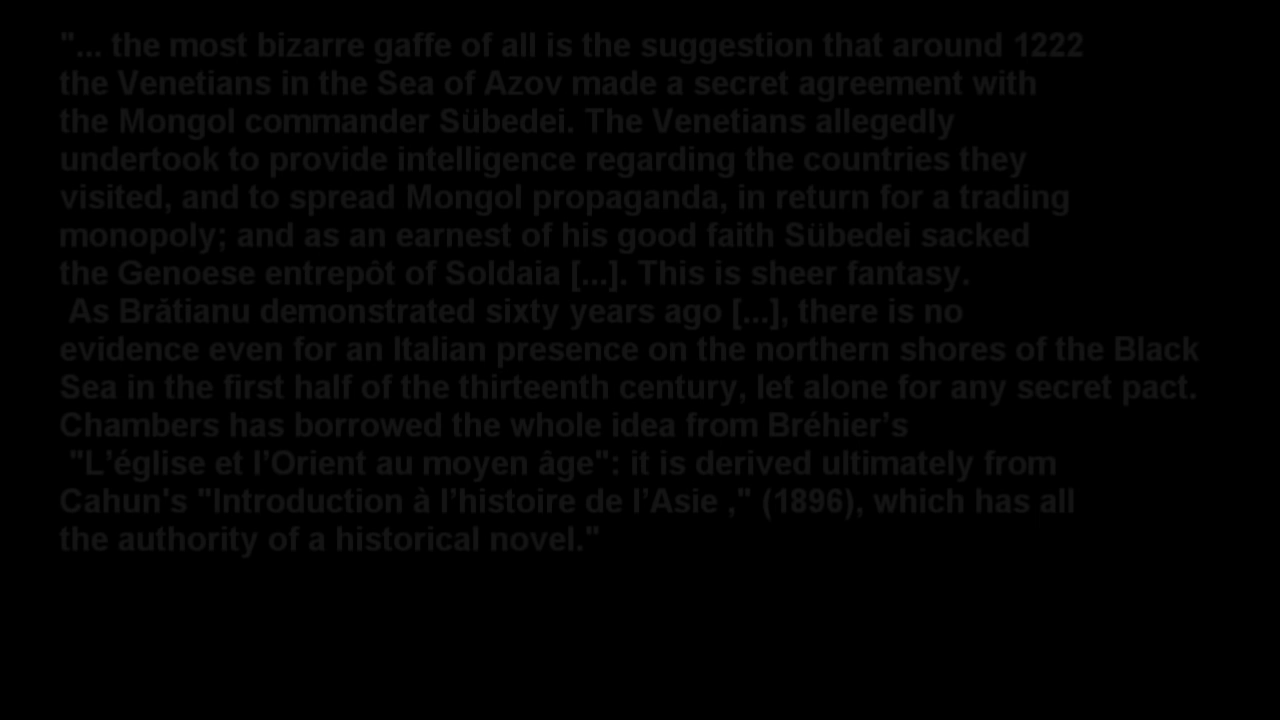 "... the most bizarre gaffe of all is the suggestion that around 1222
the Venetians in the Sea of Azov made a secret agreement with
the Mongol commander Sübedei. The Venetians allegedly
undertook to provide intelligence regarding the countries they
visited, and to spread Mongol propaganda, in return for a trading
monopoly; and as an earnest of his good faith Sübedei sacked
the Genoese entrepôt of Soldaia [...]. This is sheer fantasy.
As Brătianu demonstrated sixty years ago [...], there is no
evidence even for an Italian presence on the northern shores of the Black
Sea in the first half of the thirteenth century, let alone for any secret pact.
Chambers has borrowed the whole idea from Bréhier’s
"L’église et l’Orient au moyen âge": it is derived ultimately from
Cahun's "Introduction à l’histoire de l’Asie ," (1896), which has all
the authority of a historical novel."